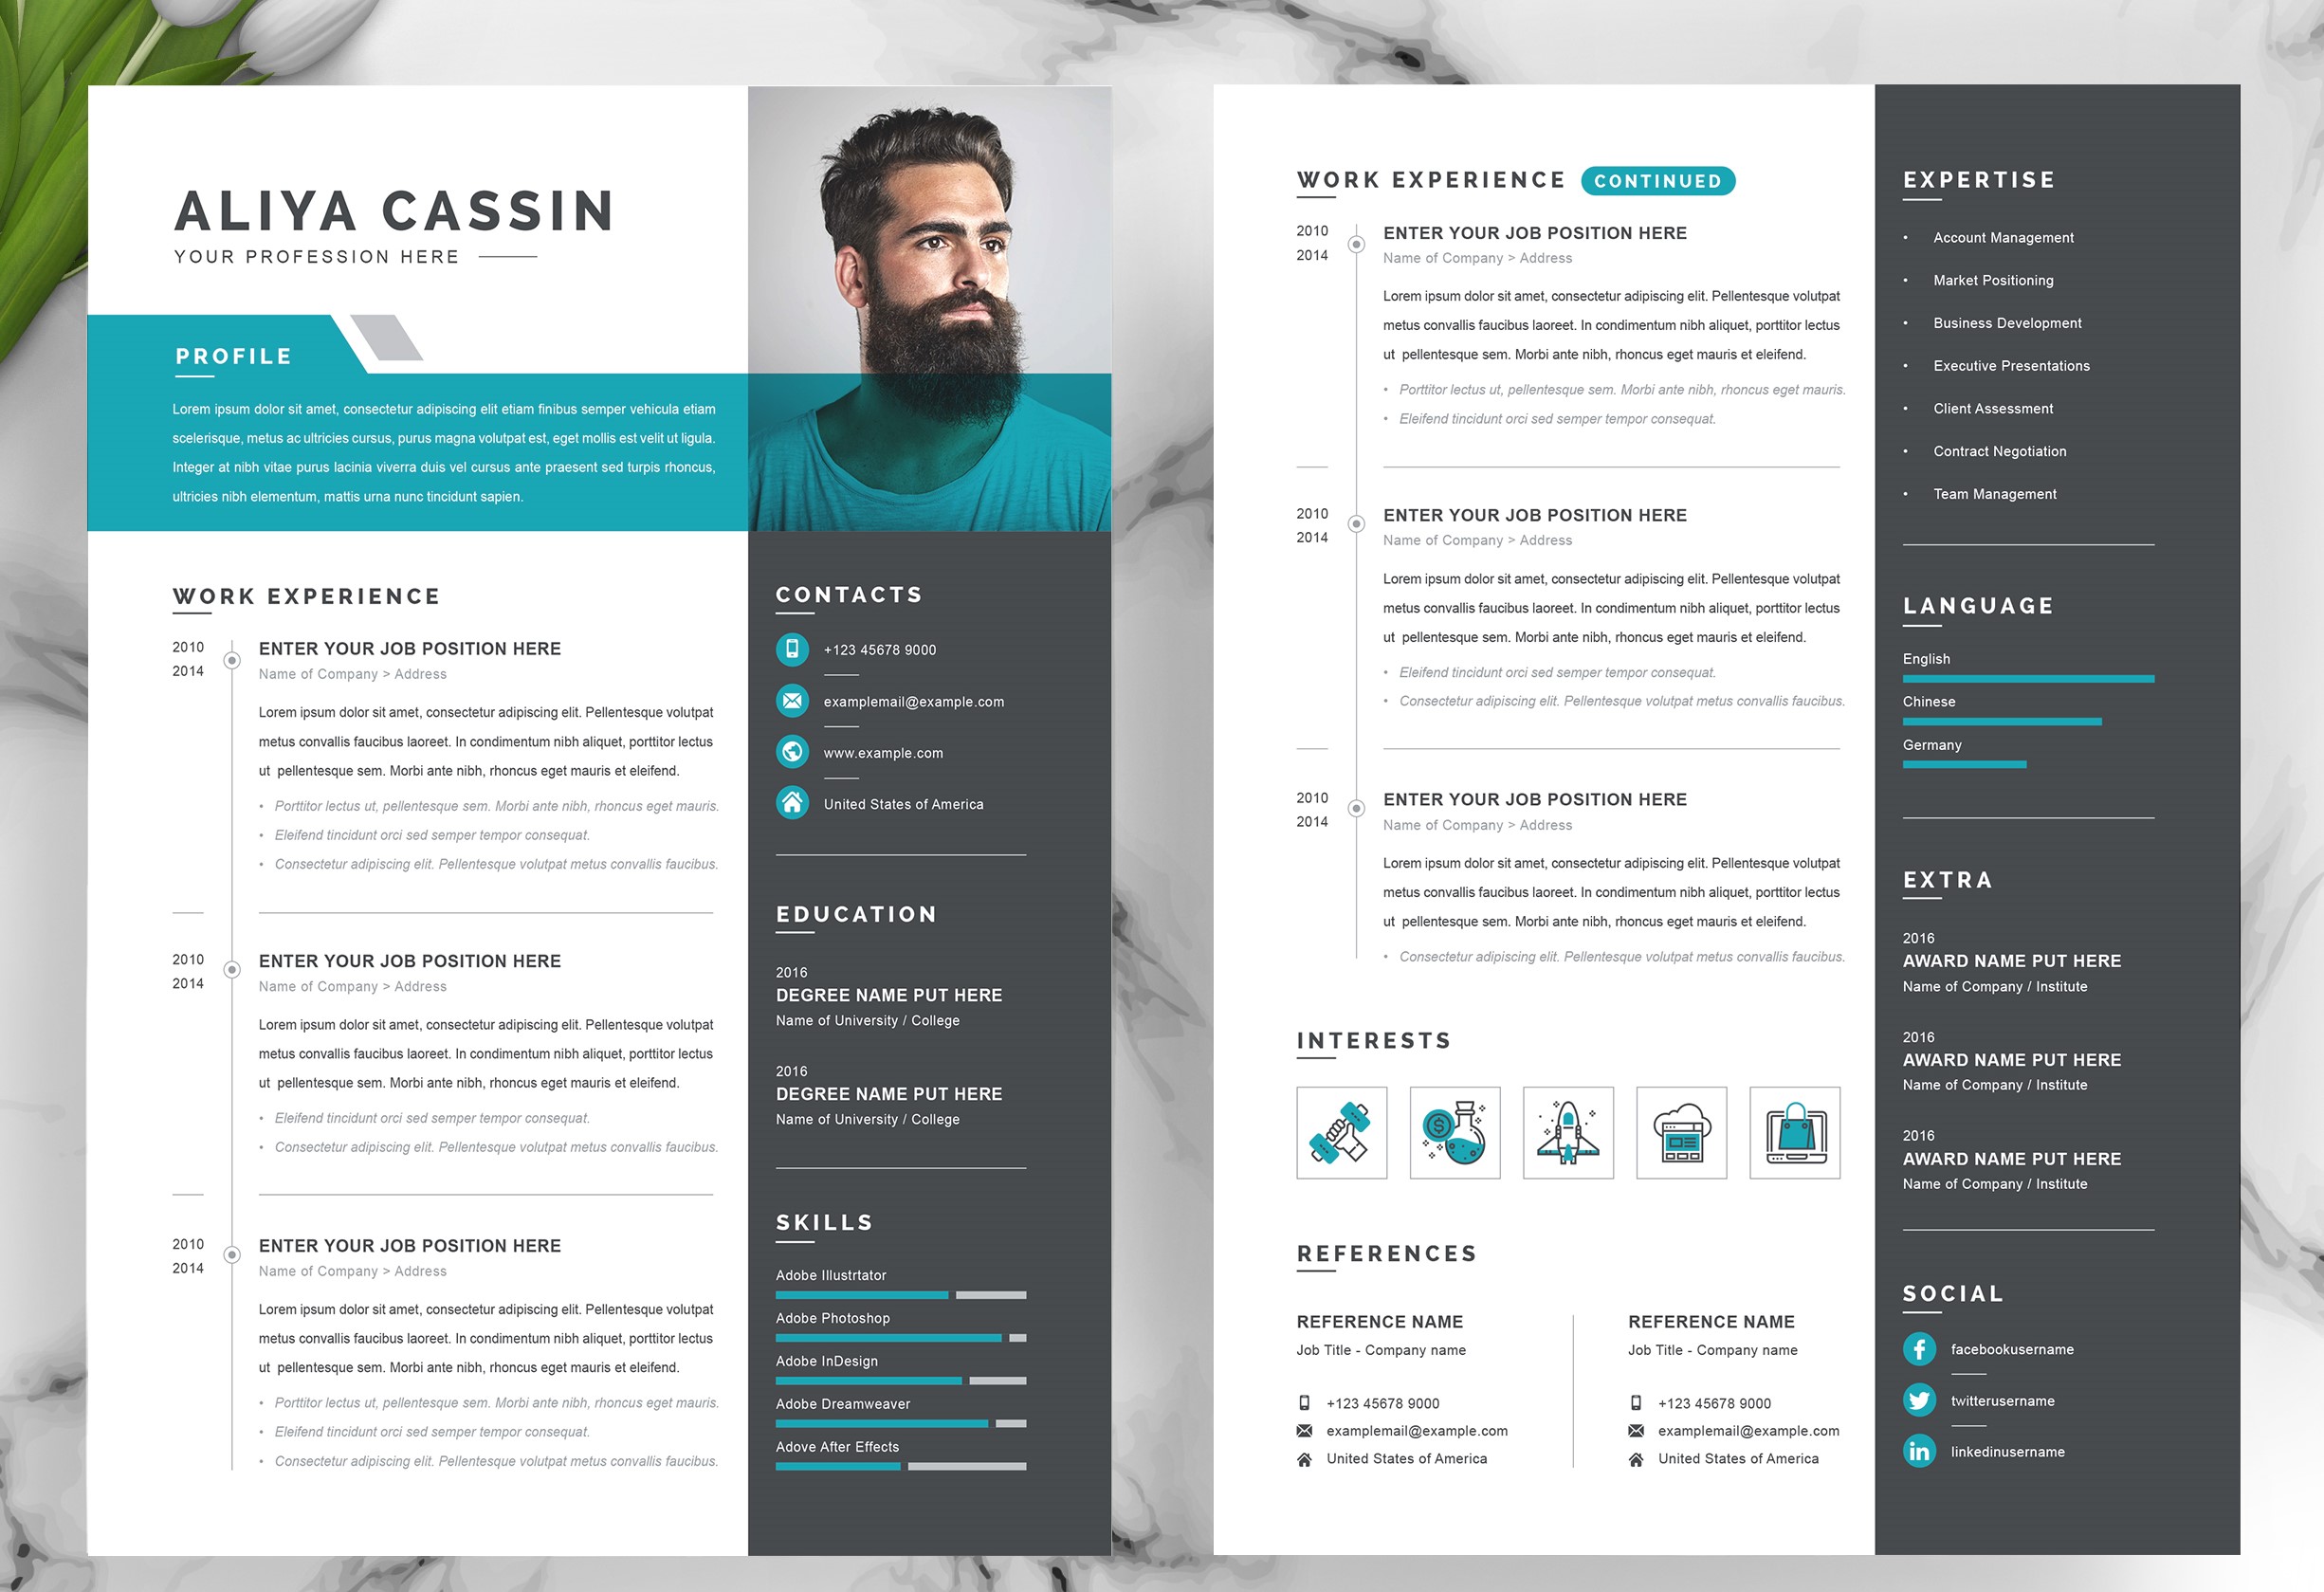 ALIYA CASSIN
YOUR PROFESSION HERE
PROFILE
Lorem ipsum dolor sit amet, consectetur adipiscing elit etiam finibus semper vehicula etiam
scelerisque, metus ac ultricies cursus, purus magna volutpat est, eget mollis est velit ut ligula.
Integer at nibh vitae purus lacinia viverra duis vel cursus ante praesent sed turpis rhoncus,
ultricies nibh elementum, mattis urna nunc tincidunt sapien.
WORK EXPERIENCE
2010
2014
ENTER YOUR JOB POSITION HERE
Name of Company > Address
Lorem ipsum dolor sit amet, consectetur adipiscing elit. Pellentesque volutpat
metus convallis faucibus laoreet. In condimentum nibh aliquet, porttitor lectus
ut pellentesque sem. Morbi ante nibh, rhoncus eget mauris et eleifend.
• Porttitor lectus ut, pellentesque sem. Morbi ante nibh, rhoncus eget mauris.
• Eleifend tincidunt orci sed semper tempor consequat.
• Consectetur adipiscing elit. Pellentesque volutpat metus convallis faucibus.
2010
2014
ENTER YOUR JOB POSITION HERE
Name of Company > Address
Lorem ipsum dolor sit amet, consectetur adipiscing elit. Pellentesque volutpat
metus convallis faucibus laoreet. In condimentum nibh aliquet, porttitor lectus
ut pellentesque sem. Morbi ante nibh, rhoncus eget mauris et eleifend.
• Eleifend tincidunt orci sed semper tempor consequat.
• Consectetur adipiscing elit. Pellentesque volutpat metus convallis faucibus.
2010
2014
ENTER YOUR JOB POSITION HERE
Name of Company > Address
Lorem ipsum dolor sit amet, consectetur adipiscing elit. Pellentesque volutpat
metus convallis faucibus laoreet. In condimentum nibh aliquet, porttitor lectus
ut pellentesque sem. Morbi ante nibh, rhoncus eget mauris et eleifend.
• Porttitor lectus ut, pellentesque sem. Morbi ante nibh, rhoncus eget mauris.
• Eleifend tincidunt orci sed semper tempor consequat.
• Consectetur adipiscing elit. Pellentesque volutpat metus convallis faucibus.
CONTACTS
+123 45678 9000
examplemail@example.com
www.example.com
United States of America
EDUCATION
2016
DEGREE NAME PUT HERE
Name of University / College
2016
DEGREE NAME PUT HERE
Name of University / College
SKILLS
Adobe Illustrtator
Adobe Photoshop
Adobe InDesign
Adobe Dreamweaver
Adove After Effects
WORK EXPERIENCE CONTINUED
2010
2014
ENTER YOUR JOB POSITION HERE
Name of Company > Address
Lorem ipsum dolor sit amet, consectetur adipiscing elit. Pellentesque volutpat
metus convallis faucibus laoreet. In condimentum nibh aliquet, porttitor lectus
ut pellentesque sem. Morbi ante nibh, rhoncus eget mauris et eleifend.
• Porttitor lectus ut, pellentesque sem. Morbi ante nibh, rhoncus eget mauris.
• Eleifend tincidunt orci sed semper tempor consequat.
2010
2014
ENTER YOUR JOB POSITION HERE
Name of Company > Address
Lorem ipsum dolor sit amet, consectetur adipiscing elit. Pellentesque volutpat
metus convallis faucibus laoreet. In condimentum nibh aliquet, porttitor lectus
ut pellentesque sem. Morbi ante nibh, rhoncus eget mauris et eleifend.
• Eleifend tincidunt orci sed semper tempor consequat.
• Consectetur adipiscing elit. Pellentesque volutpat metus convallis faucibus.
2010
2014
ENTER YOUR JOB POSITION HERE
Name of Company > Address
Lorem ipsum dolor sit amet, consectetur adipiscing elit. Pellentesque volutpat
metus convallis faucibus laoreet. In condimentum nibh aliquet, porttitor lectus
ut pellentesque sem. Morbi ante nibh, rhoncus eget mauris et eleifend.
• Consectetur adipiscing elit. Pellentesque volutpat metus convallis faucibus.
INTERESTS
$
REFERENCES
REFERENCE NAME
Job Title - Company name
+123 45678 9000
examplemail@example.com
United States of America
REFERENCE NAME
Job Title - Company name
+123 45678 9000
examplemail@example.com
United States of America
EXPERTISE
• Account Management
• Market Positioning
• Business Development
• Executive Presentations
• Client Assessment
• Contract Negotiation
• Team Management
LANGUAGE
English
Chinese
Germany
EXTRA
2016
AWARD NAME PUT HERE
Name of Company / Institute
2016
AWARD NAME PUT HERE
Name of Company / Institute
2016
AWARD NAME PUT HERE
Name of Company / Institute
SOCIAL
f facebookusername
twitterusername
in linkedinusername